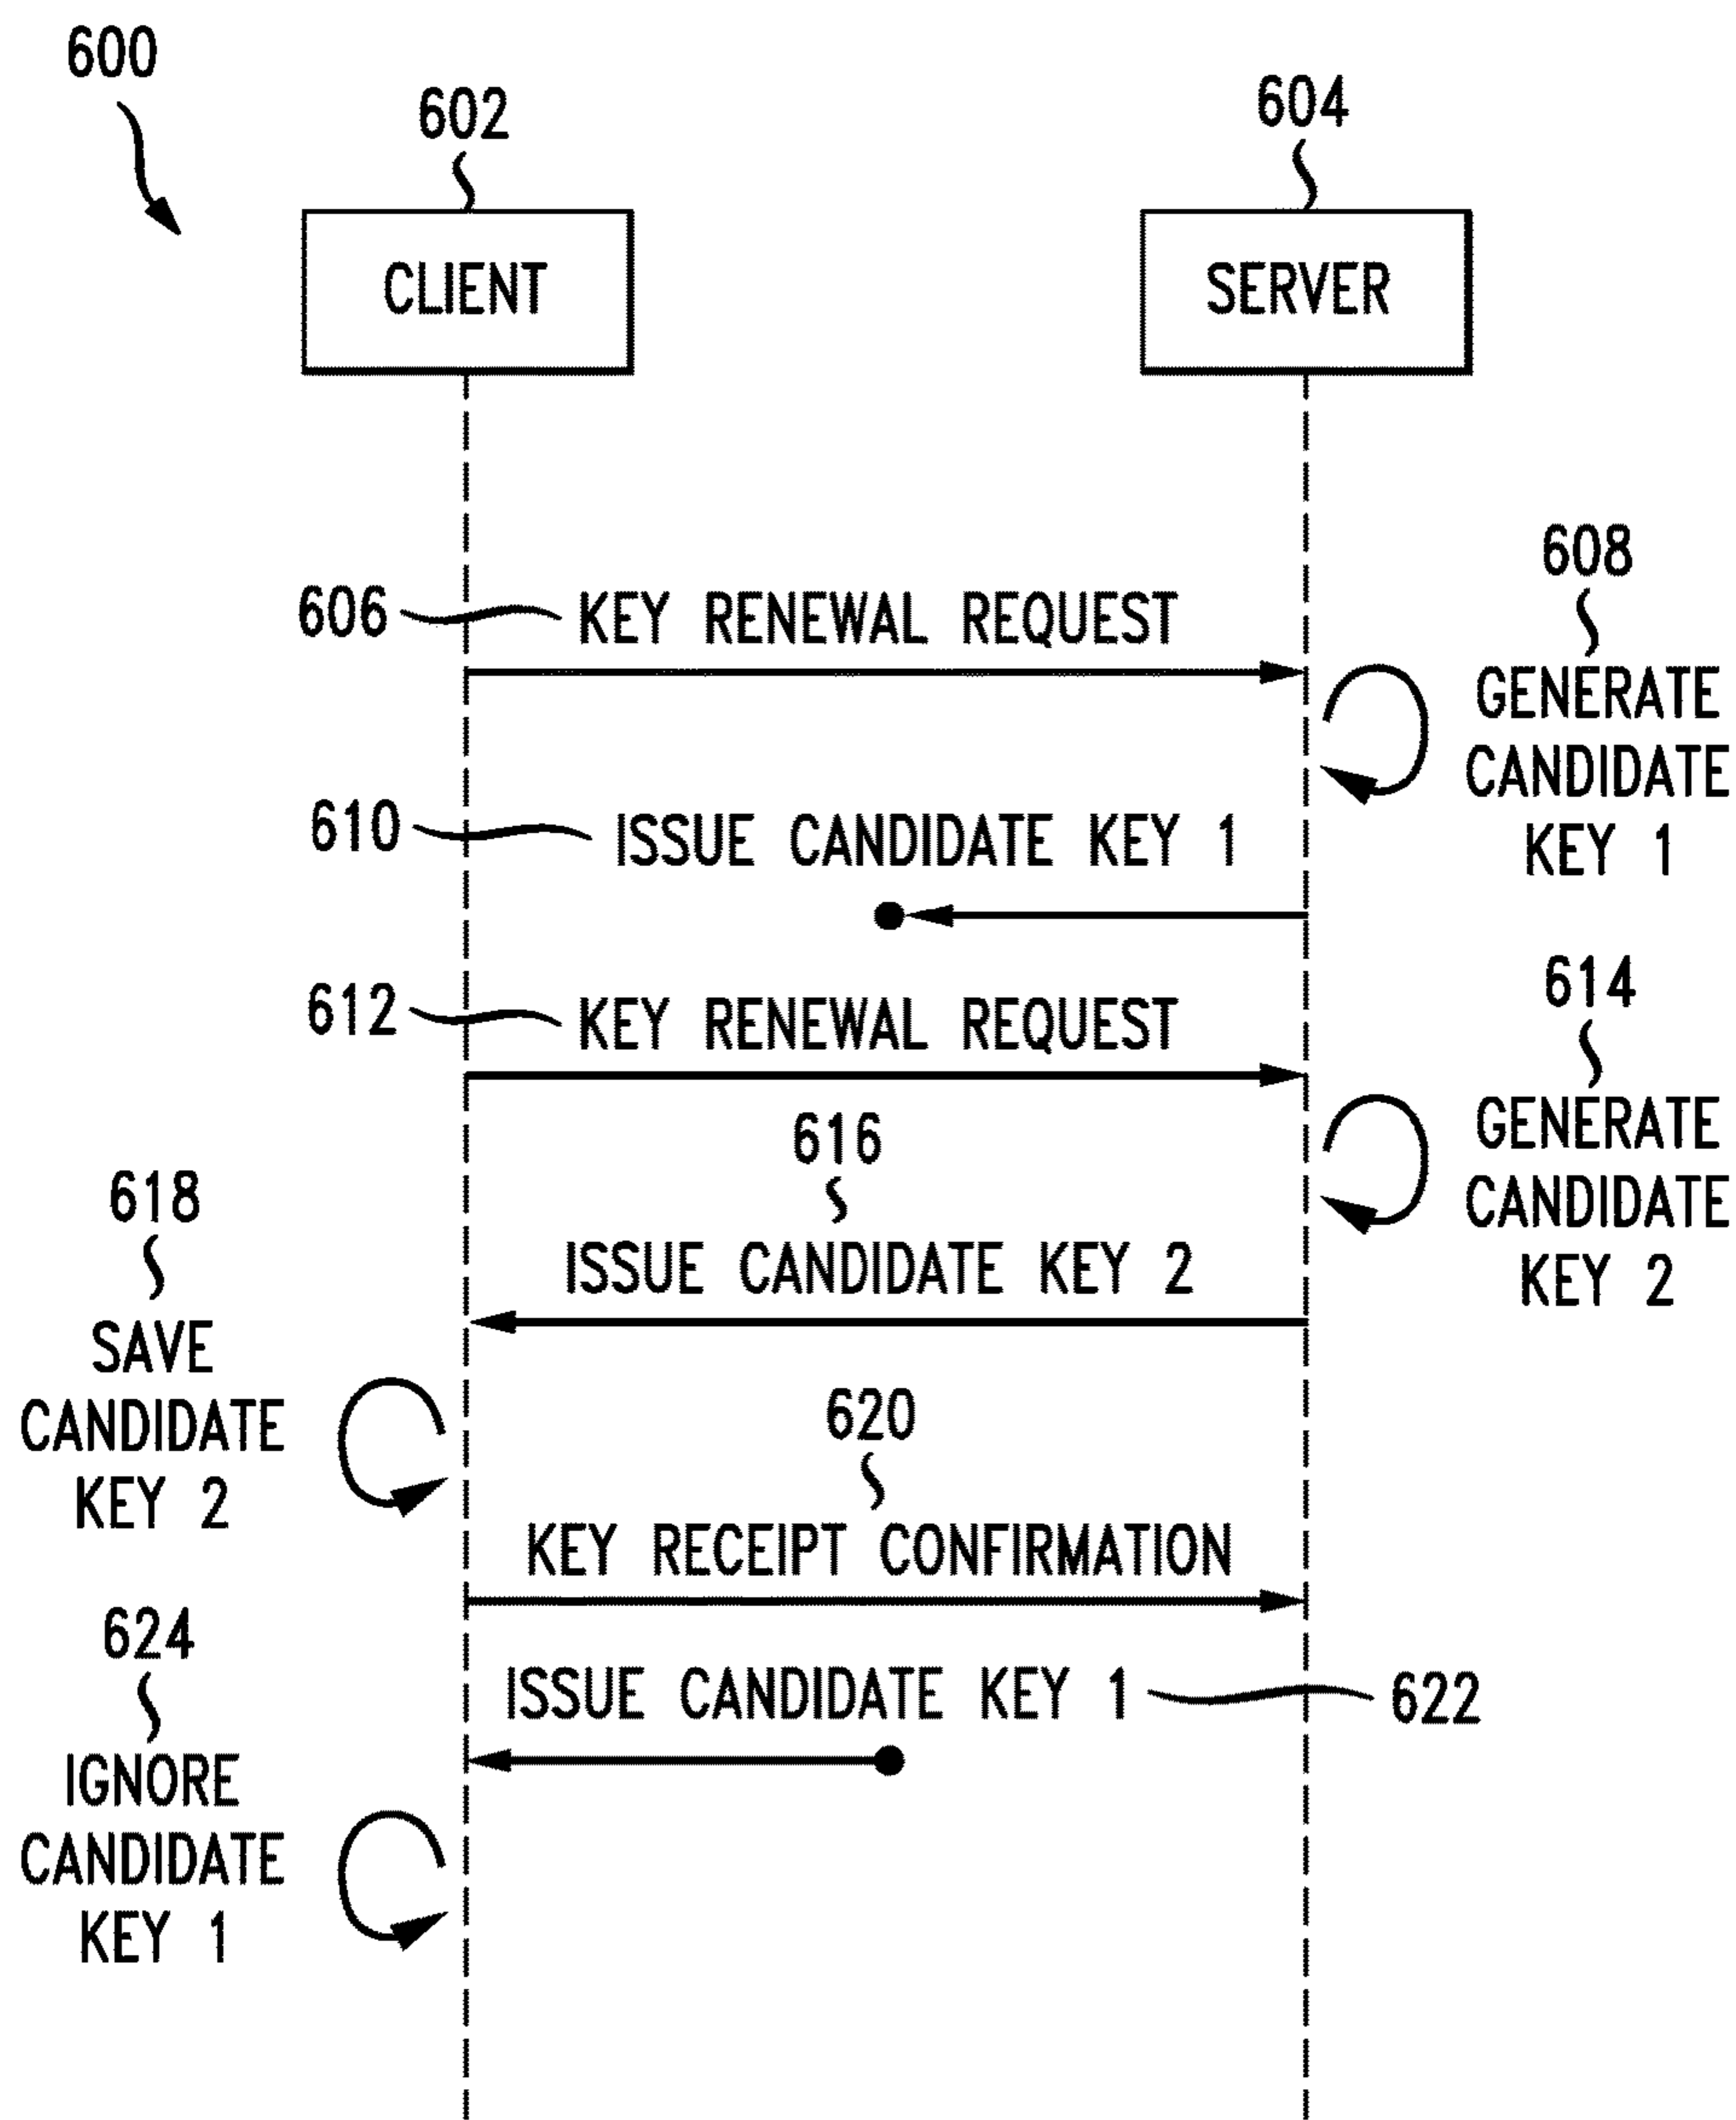 600
602
604
CLIENT
SERVER
606
KEY RENEWAL REQUEST
608
GENERATE
CANDIDATE
KEY 1
610
ISSUE CANDIDATE KEY 1
612
KEY RENEWAL REQUEST
614
GENERATE
CANDIDATE
KEY 2
616
ISSUE CANDIDATE KEY 2
618
SAVE
CANDIDATE
KEY 2
620
KEY RECEIPT CONFIRMATION
622
ISSUE CANDIDATE KEY 1
624
IGNORE
CANDIDATE
KEY 1